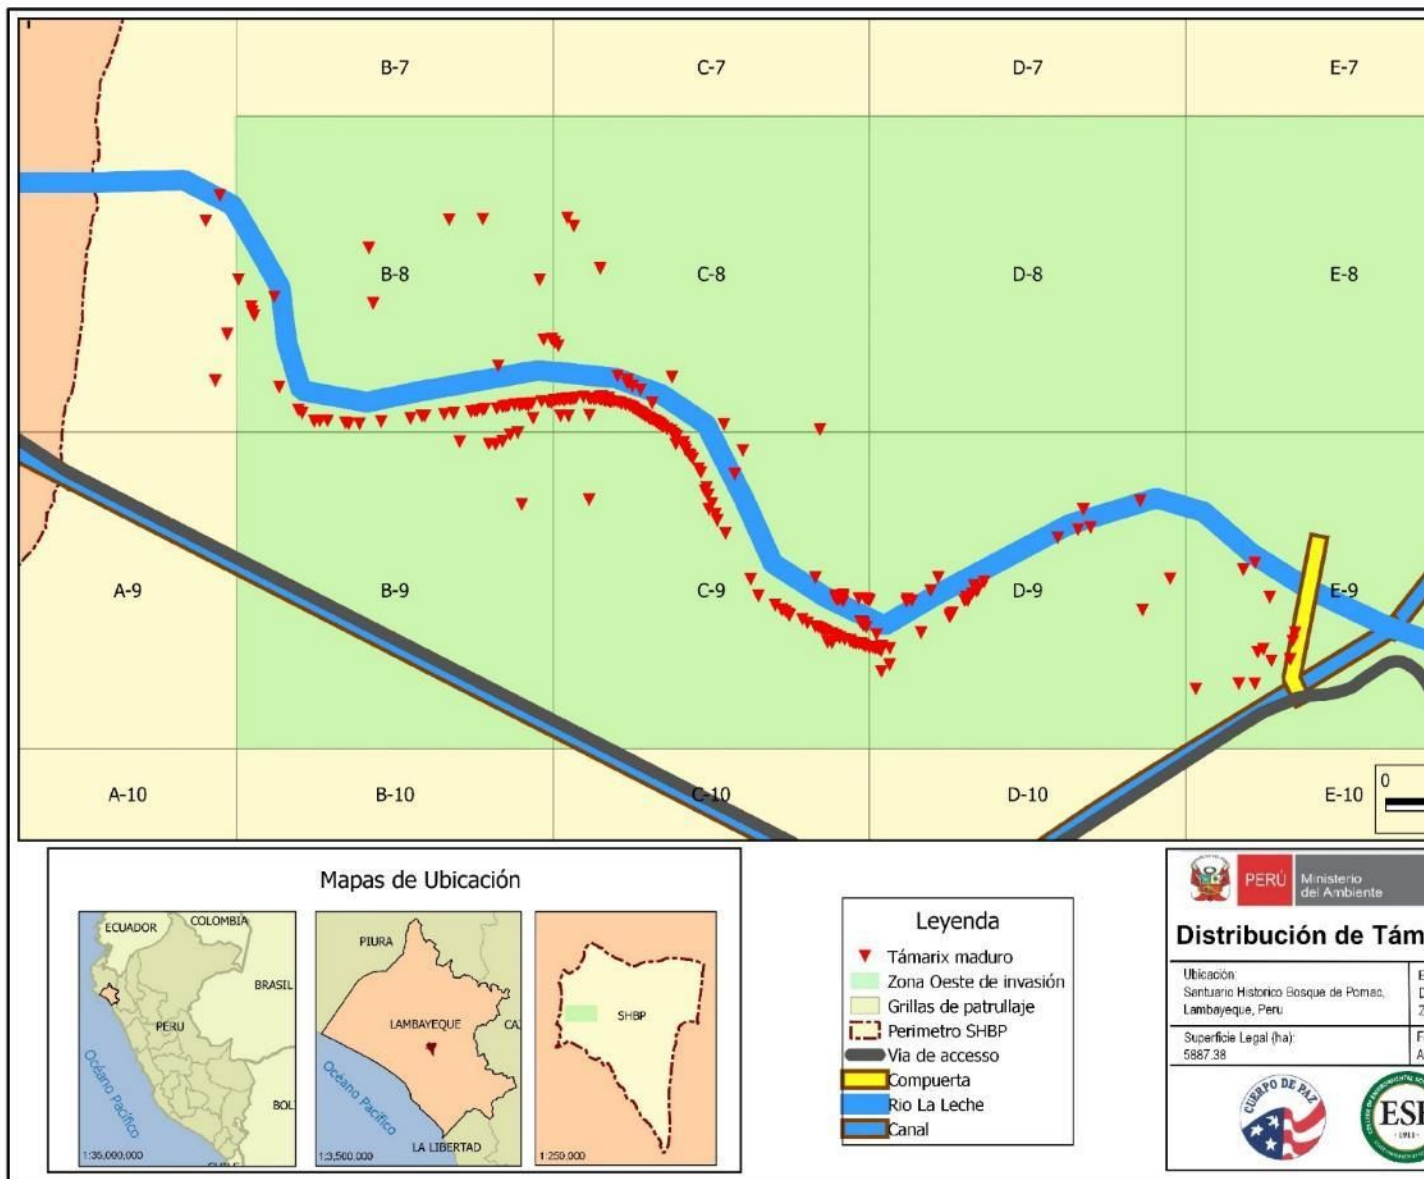 B-7
C-7
D-7
E-7
B-8
C-8
D-8
E-8
A-9
B-9
C-9
D-9
E-9
A-10
B-10
C-10
D-10
E-10
0
Mapas de Ubicación
ECUADOR
COLOMBIA
BRASIL
PERU
BOL
Océano Pacífico
1:35,000,000
PIURA
LAMBAYEQUE
CA
Océano Pacífico
LA LIBERTAD
1:3,500,000
SHBP
1:250,000
Leyenda
Támarix maduro
Zona Oeste de invasión
Grillas de patrullaje
Perimetro SHBP
Via de accesso
Compuerta
Rio La Leche
Canal
PERÚ
Ministerio
del Ambiente
Distribución de Tám
Ubicación:
Santuario Historico Bosque de Pomac,
Lambayeque, Peru
Superficie Legal (ha):
5887.38
CUERPO DE PAZ
ES
1911